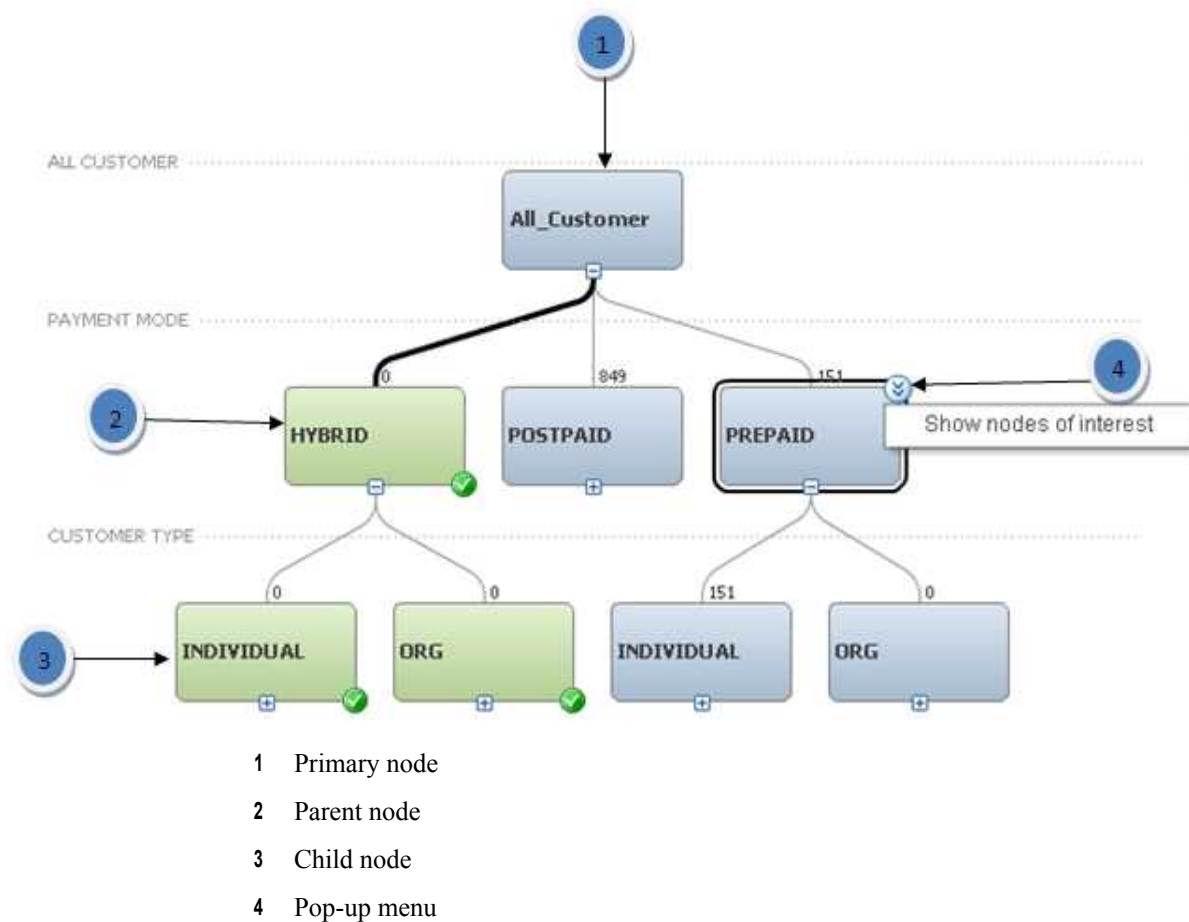 1
ALL CUSTOMER
All_Customer
PAYMENT MODE
0 849 151
4
2
HYBRID POSTPAID PREPAID Show nodes of interest
CUSTOMER TYPE
0 0 151 0
3
INDIVIDUAL ORG INDIVIDUAL ORG
1 Primary node
2 Parent node
3 Child node
4 Pop-up menu